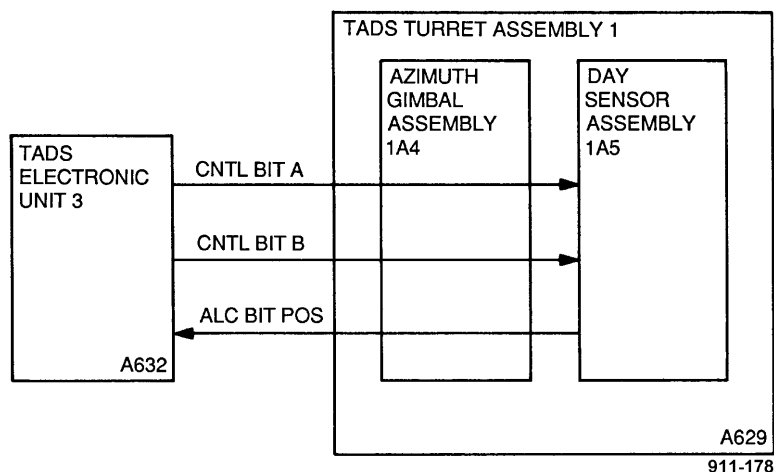 TADS TURRET ASSEMBLY 1
AZIMUTH
GIMBAL
ASSEMBLY
1A4
DAY
SENSOR
ASSEMBLY
1A5
TADS
ELECTRONIC
UNIT 3
CNTL BIT A
CNTL BIT B
ALC BIT POS
A632
A629
911-178